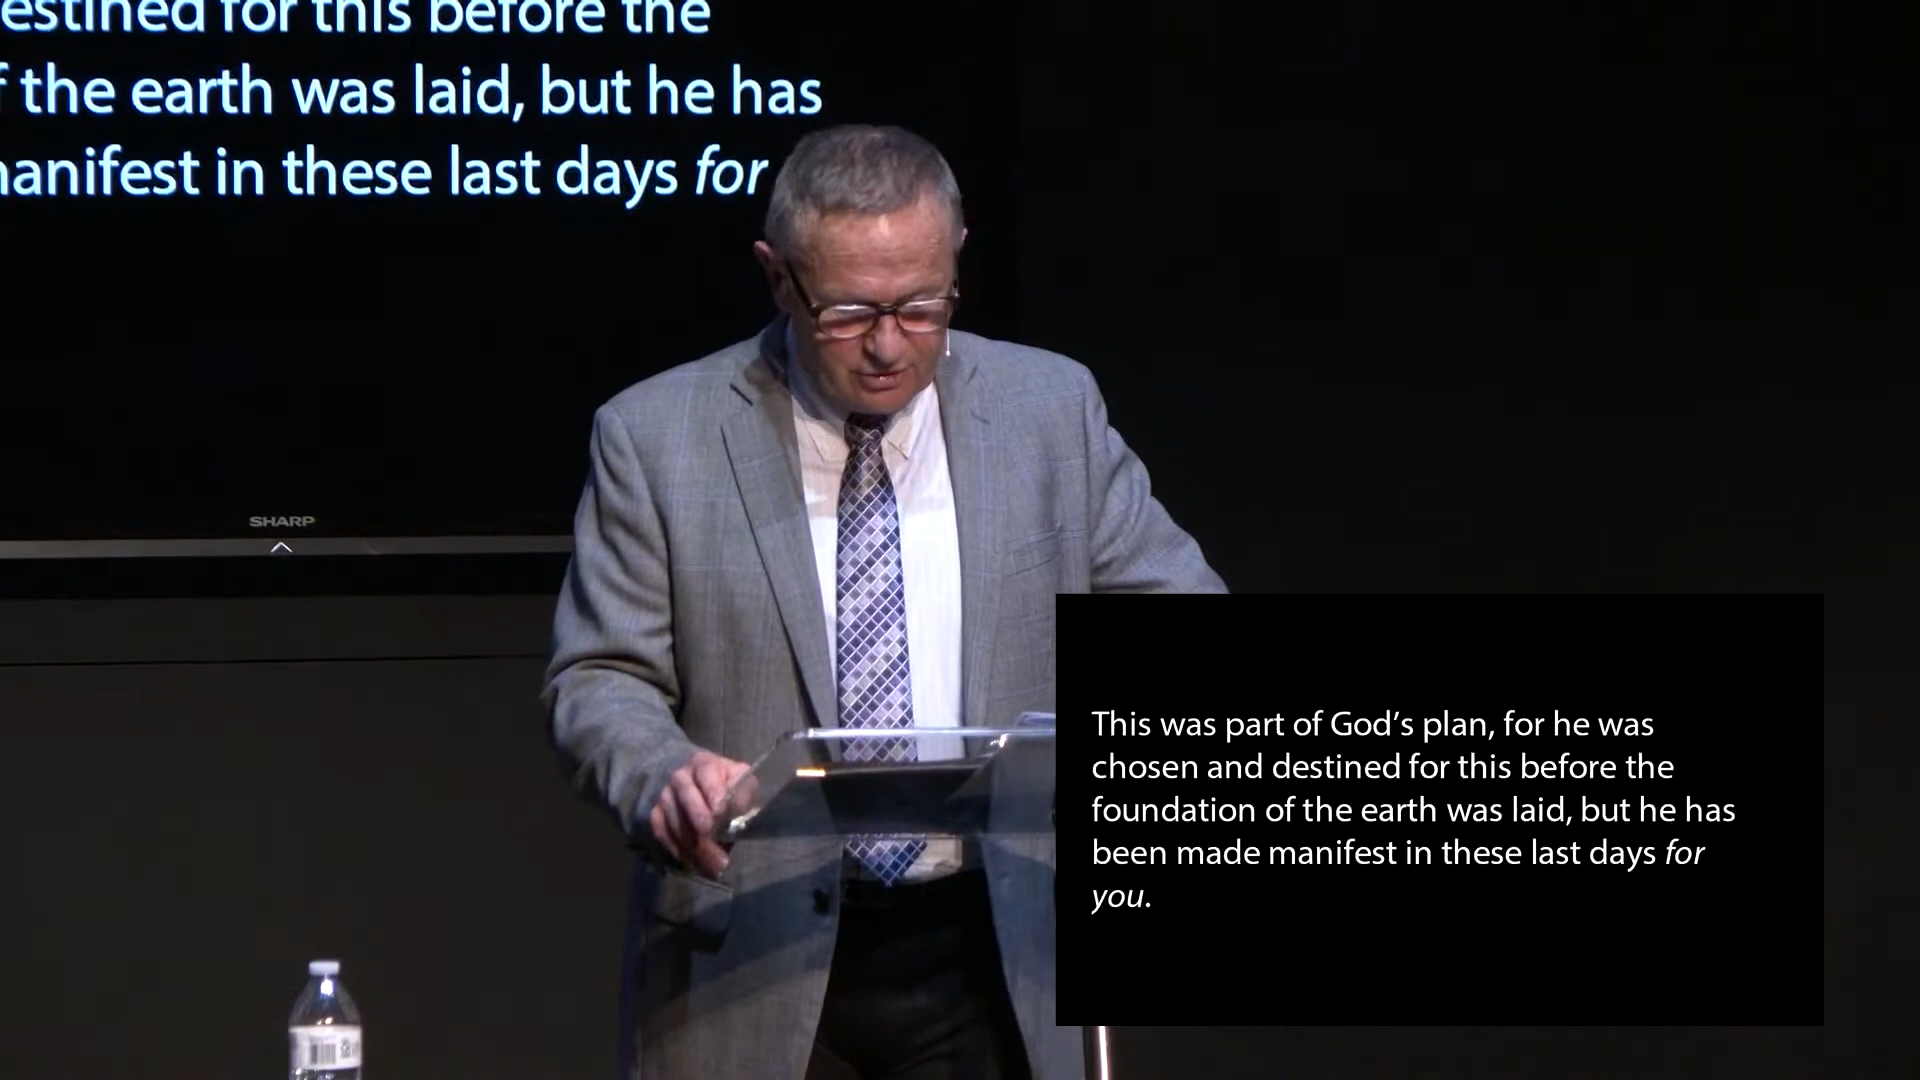 estined for this before the
f the earth was laid, but he has
anifest in these last days for
SHARP
This was part of God’s plan, for he was
chosen and destined for this before the
foundation of the earth was laid, but he has
been made manifest in these last days for
you.